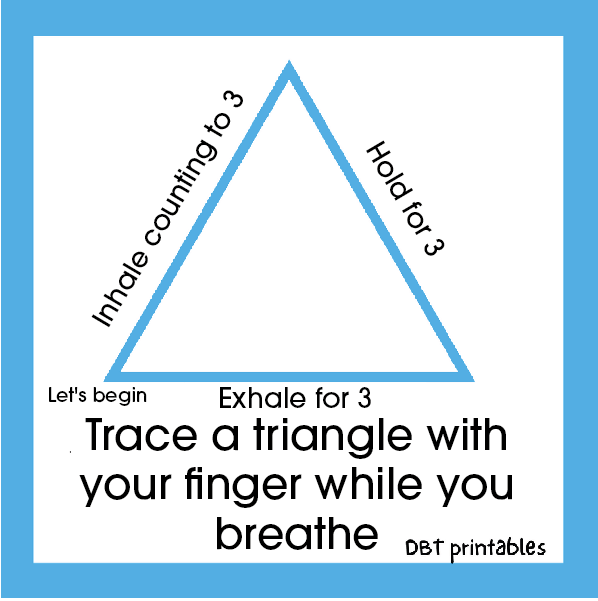 Inhale counting to 3
Hold for 3
Let's begin
Exhale for 3
Trace a triangle with
your finger while you
breathe
DBT printables